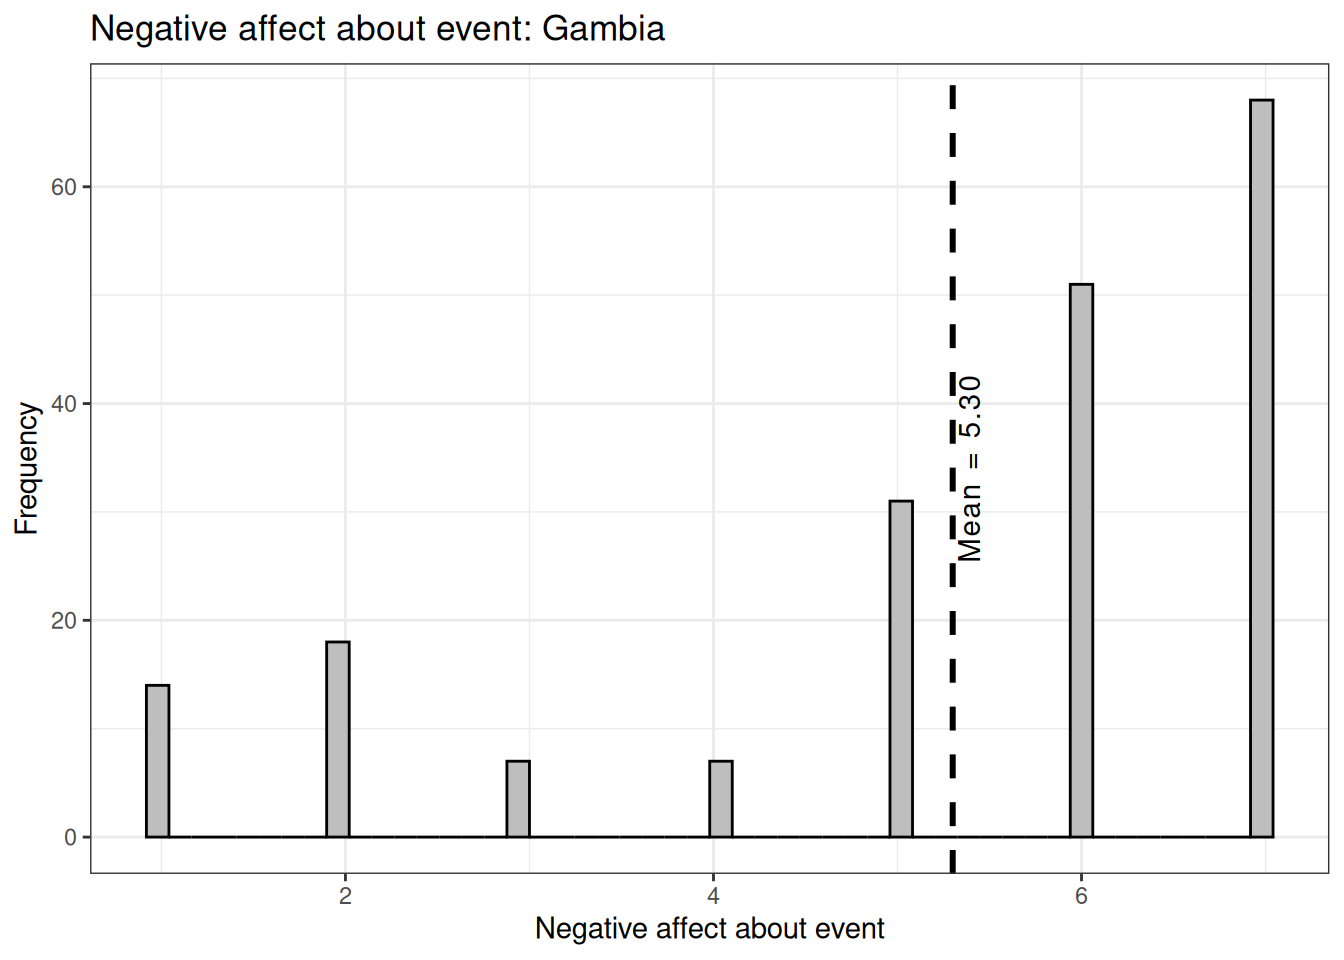 Negative affect about event: Gambia
Frequency
60
40
20
0
Mean = 5.30
2
4
6
Negative affect about event